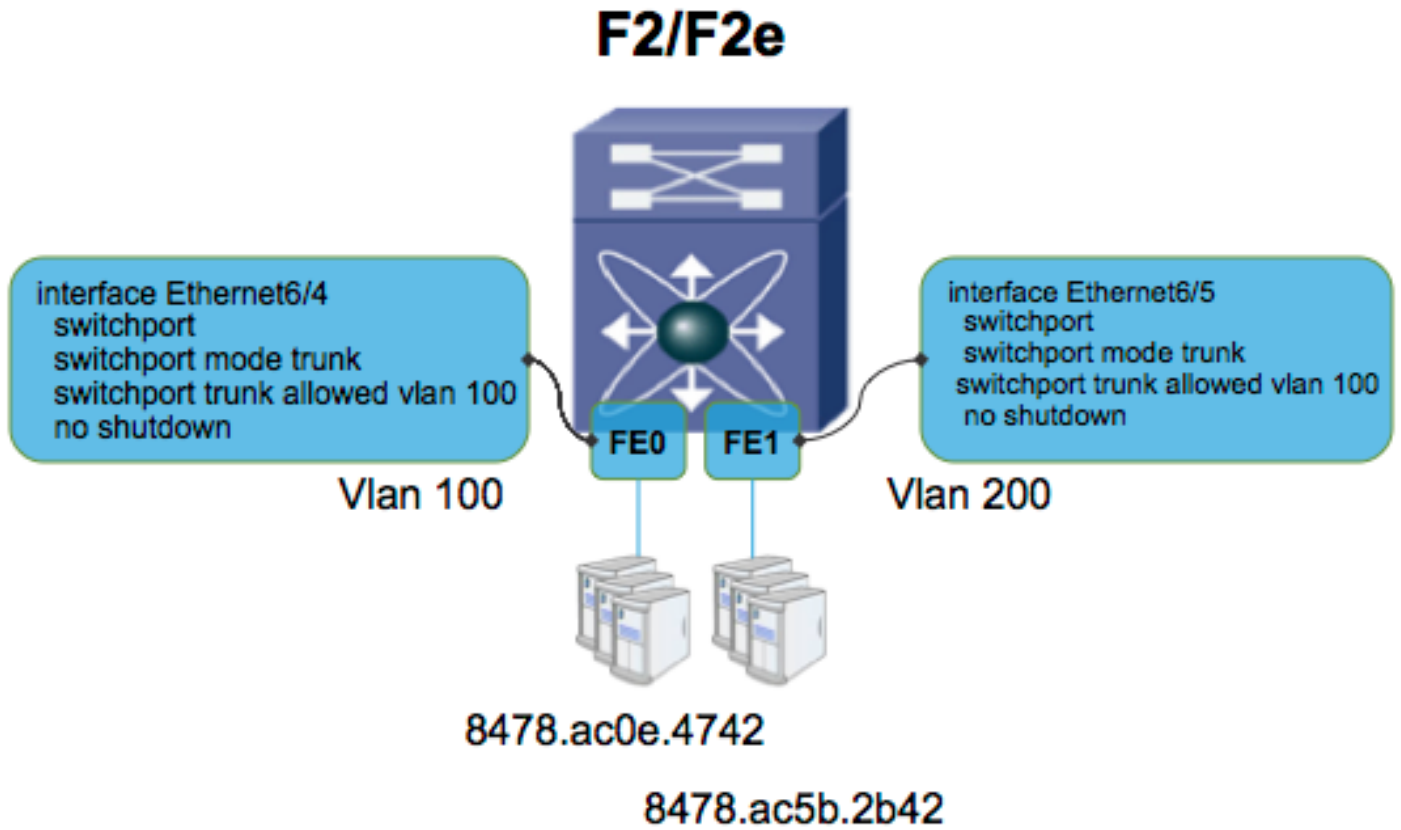 F2/F2e
interface Ethernet6/4
switchport
switchport mode trunk
switchport trunk allowed vlan 100
no shutdown
interface Ethernet6/5
switchport
switchport mode trunk
switchport trunk allowed vlan 100
no shutdown
FE0
FE1
Vlan 100
Vlan 200
8478.ac0e.4742
8478.ac5b.2b42